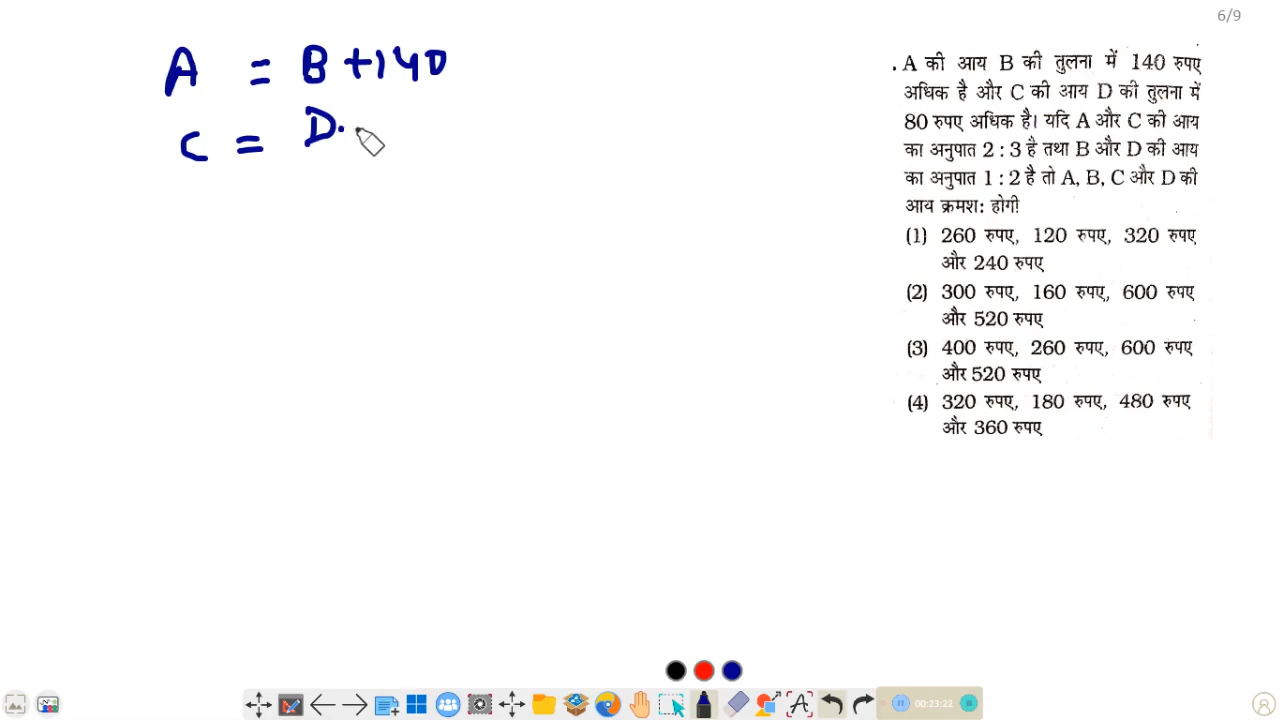 6/9
A = B +140
C = D.
. A की आय B की तुलना में 140 रुपए
अधिक है और C की आय D की तुलना में
80 रुपए अधिक है। यदि A और C की आय
का अनुपात 2 : 3 है तथा B और D की आय
का अनुपात 1 : 2 है तो A, B, C और D की
आय क्रमश: होगी!
(1) 260 रुपए, 120 रुपए, 320 रुपए
और 240 रुपए
(2) 300 रुपए, 160 रुपए, 600 रुपए
और 520 रुपए
(3) 400 रुपए, 260 रुपए, 600 रुपए
और 520 रुपए
(4) 320 रुपए, 180 रुपए, 480 रुपए
और 360 रुपए
00:23:22